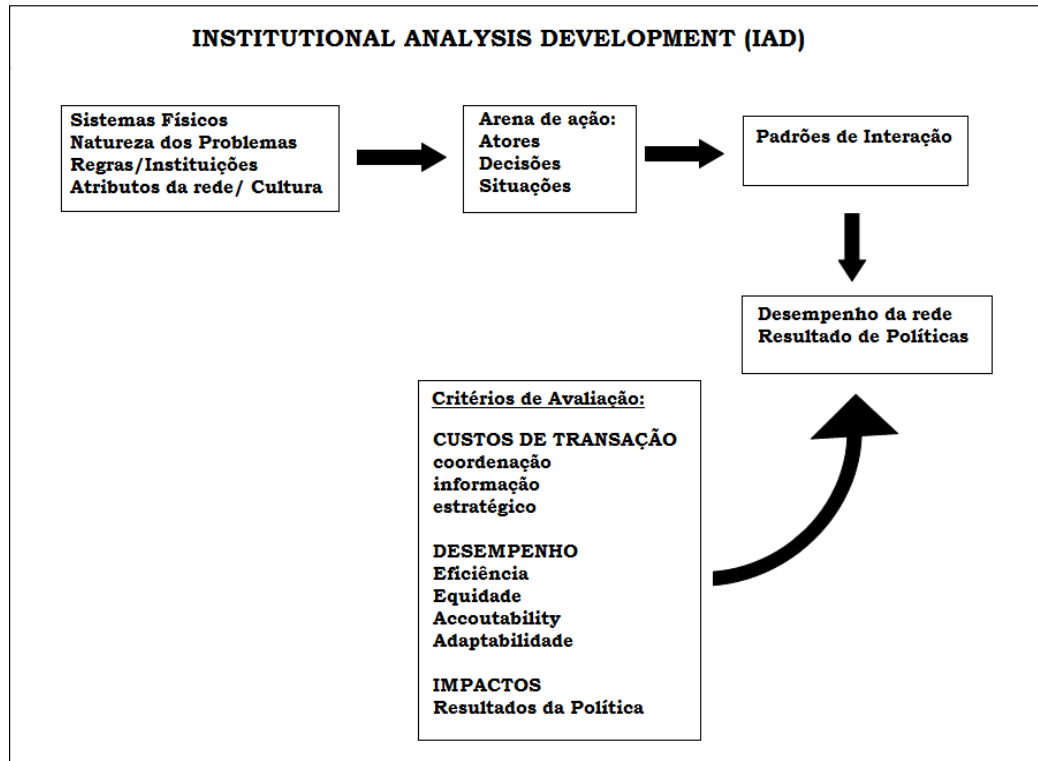 INSTITUTIONAL ANALYSIS DEVELOPMENT (IAD)
Sistemas Físicos
Natureza dos Problemas
Regras/Instituições
Atributos da rede/ Cultura
Arena de ação:
Atores
Decisões
Situações
Padrões de Interação
Desempenho da rede
Resultado de Políticas
Critérios de Avaliação:
CUSTOS DE TRANSAÇÃO
coordenação
informação
estratégico
DESEMPENHO
Eficiência
Equidade
Accoutability
Adaptabilidade
IMPACTOS
Resultados da Política